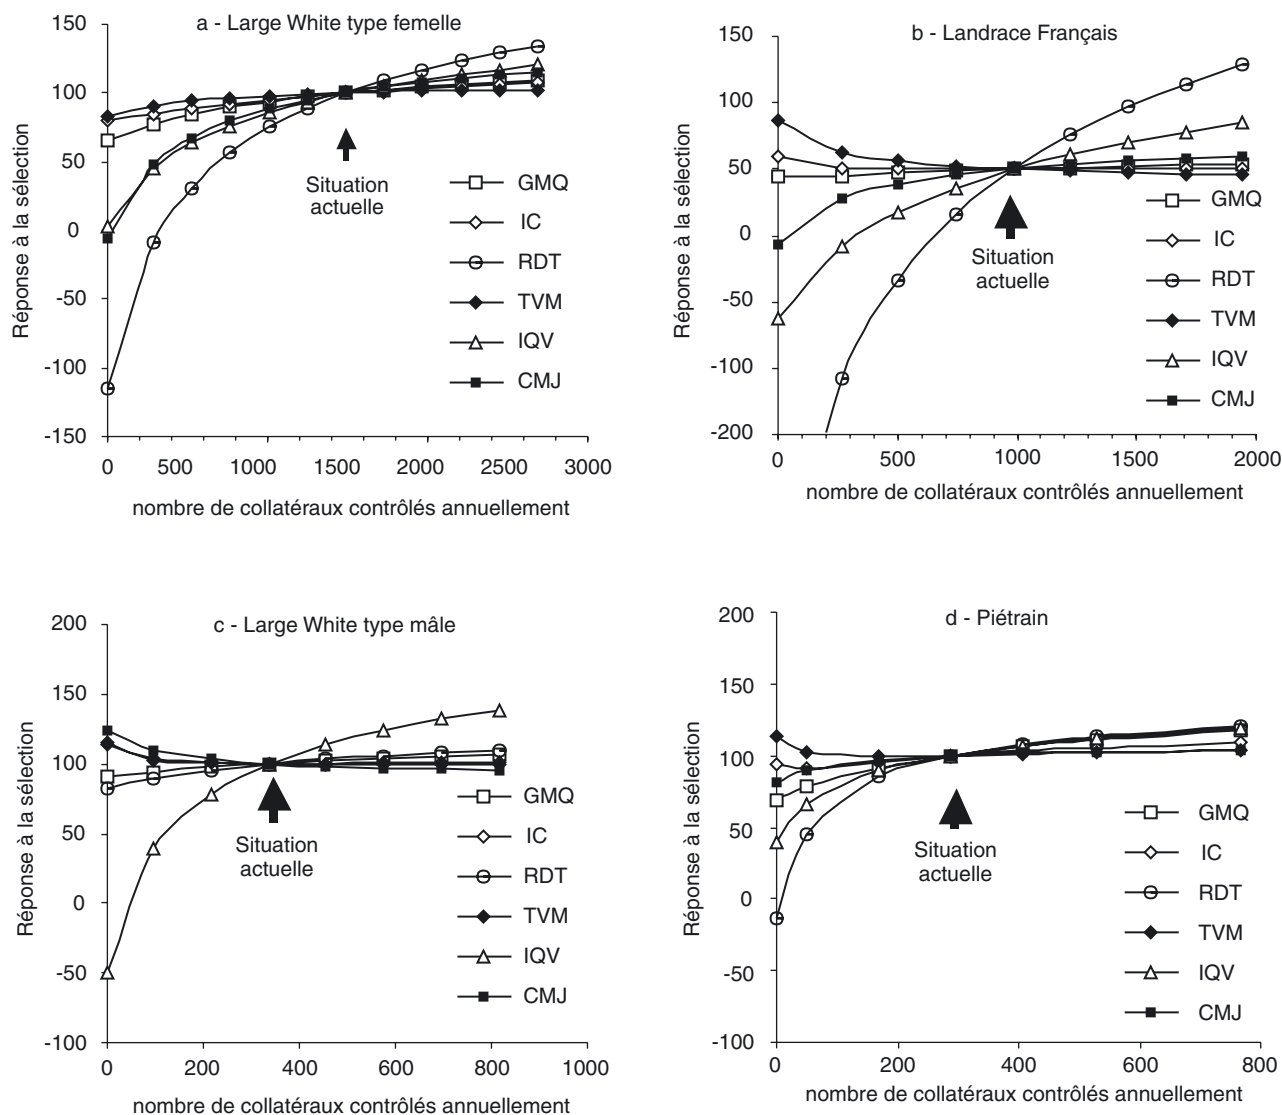 a - Large White type femelle
Réponse à la sélection
150
100
50
0
-50
-100
-150
0 500 1000 1500 2000 2500 3000
nombre de collatéraux contrôlés annuellement
Situation
actuelle
GMQ
IC
RDT
TVM
IQV
CMJ
b - Landrace Français
Réponse à la sélection
150
100
50
0
-50
-100
-200
0 500 1000 1500 2000
nombre de collatéraux contrôlés annuellement
Situation
actuelle
GMQ
IC
RDT
TVM
IQV
CMJ
c - Large White type mâle
Réponse à la sélection
200
150
100
50
0
-50
-100
0 200 400 600 800 1000
nombre de collatéraux contrôlés annuellement
Situation
actuelle
GMQ
IC
RDT
TVM
IQV
CMJ
d - Piétrain
Réponse à la sélection
200
150
100
50
0
-50
-100
0 200 400 600 800
nombre de collatéraux contrôlés annuellement
Situation
actuelle
GMQ
IC
RDT
TVM
IQV
CMJ